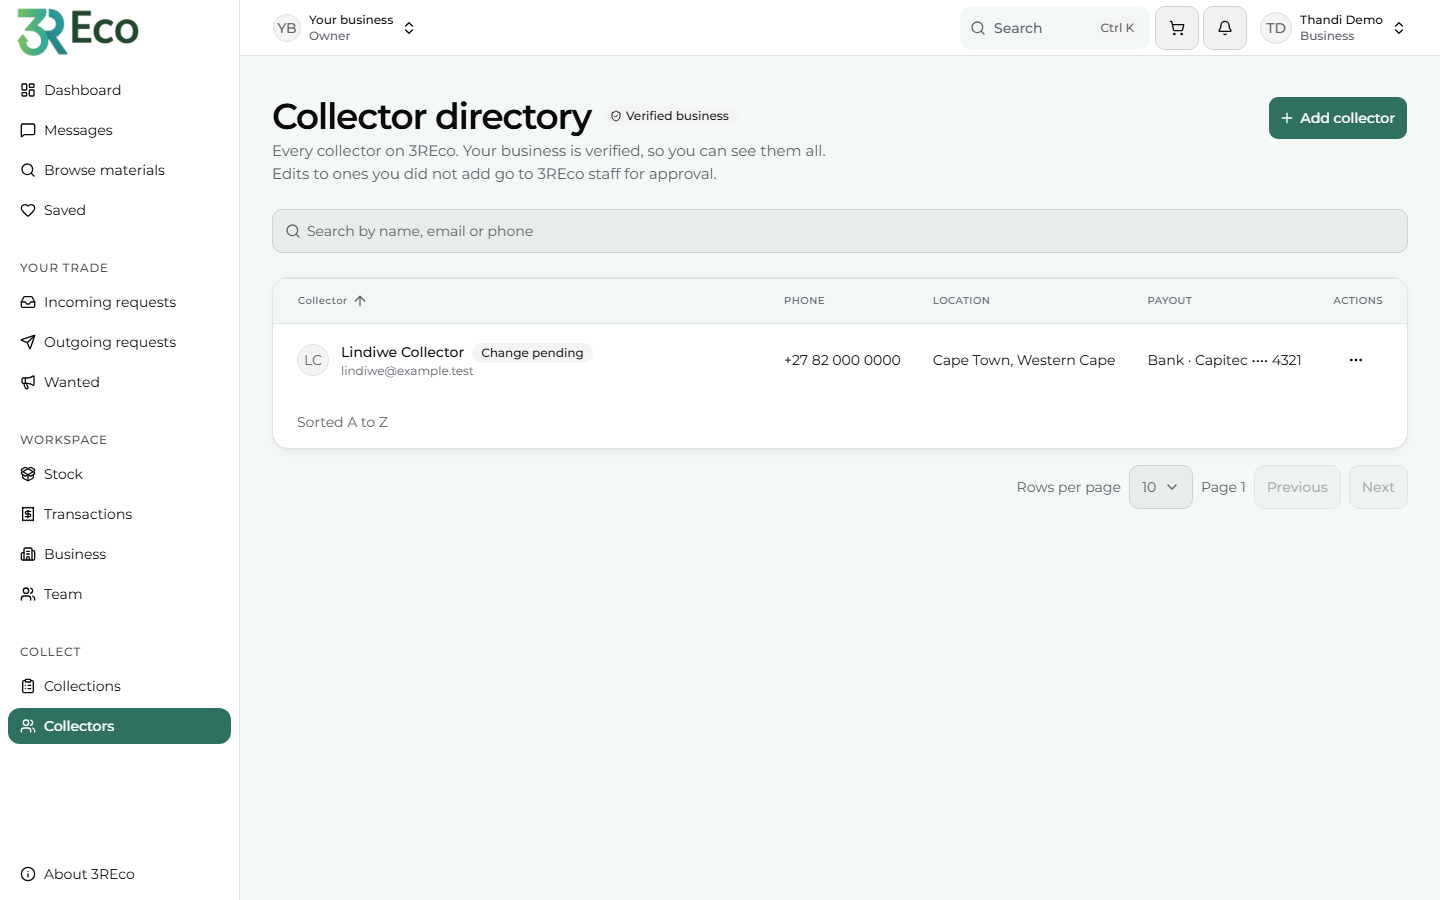 3REco
Your business
Owner
Search
Ctrl K
Thandi Demo
Business
Dashboard
Messages
Browse materials
Saved
YOUR TRADE
Incoming requests
Outgoing requests
Wanted
WORKSPACE
Stock
Transactions
Business
Team
COLLECT
Collections
Collectors
About 3REco
YB
TD
Collector directory
Verified business
Add collector
Every collector on 3REco. Your business is verified, so you can see them all.
Edits to ones you did not add go to 3REco staff for approval.
Search by name, email or phone
Collector PHONE LOCATION PAYOUT ACTIONS
LC
Lindiwe Collector Change pending
lindiwe@example.test
+27 82 000 0000
Cape Town, Western Cape
Bank · Capitec •••• 4321
Sorted A to Z
Rows per page 10 Page 1 Previous Next